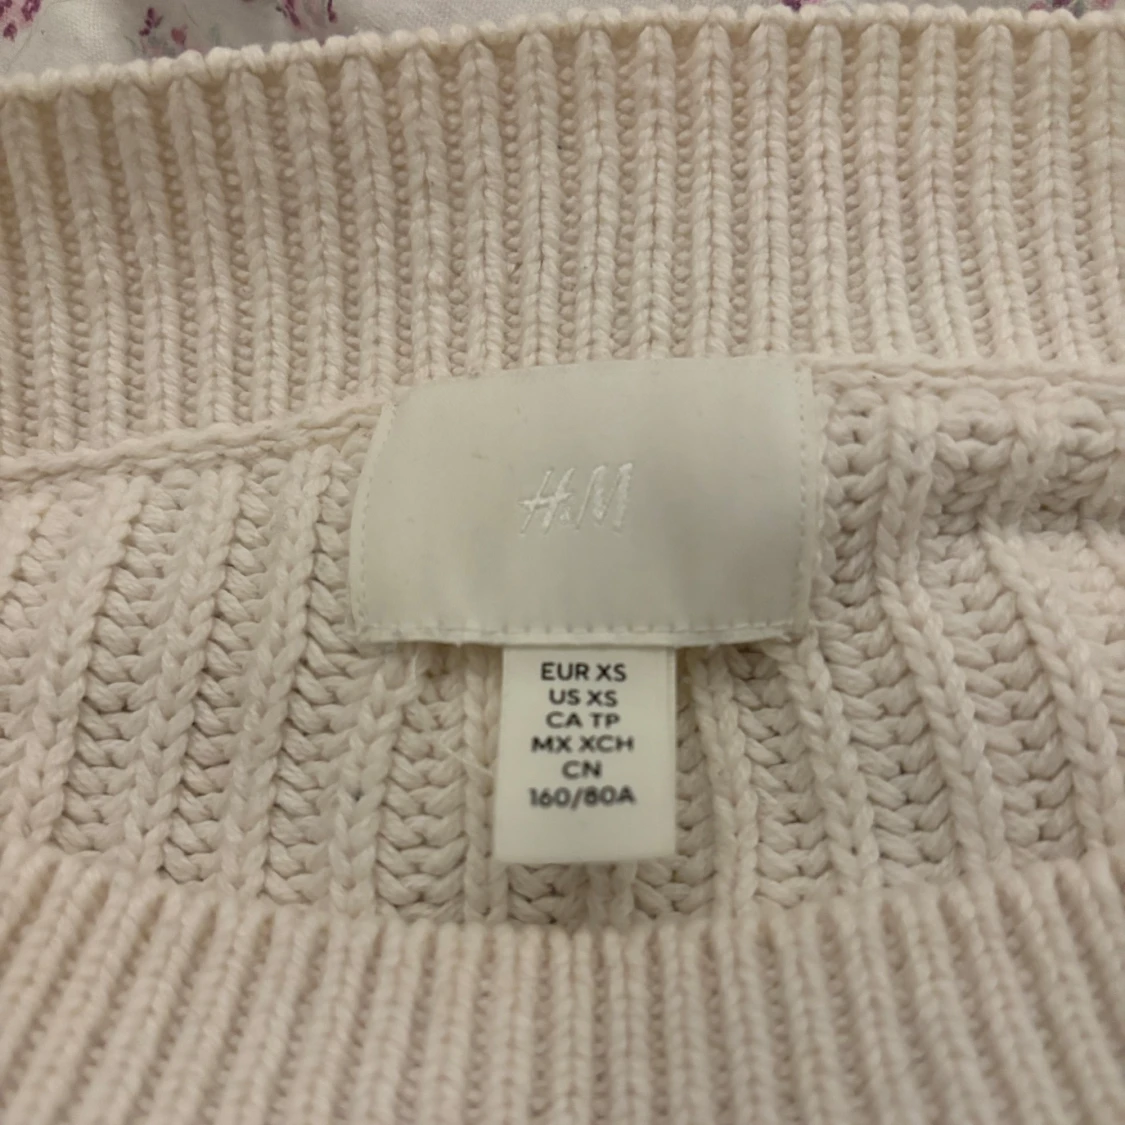 H&M
EUR XS
US XS
CA TP
MX XCH
CN
160/80A